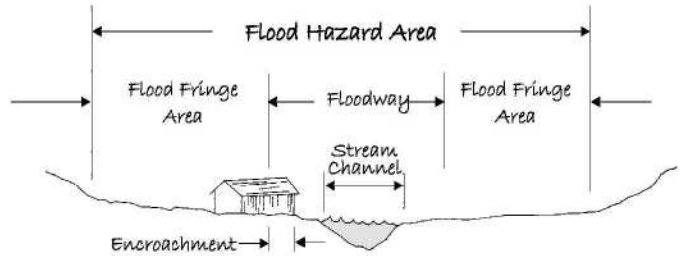 Flood Hazard Area
Flood Fringe
Area
Floodway
Flood Fringe
Area
Stream
Channel
Encroachment